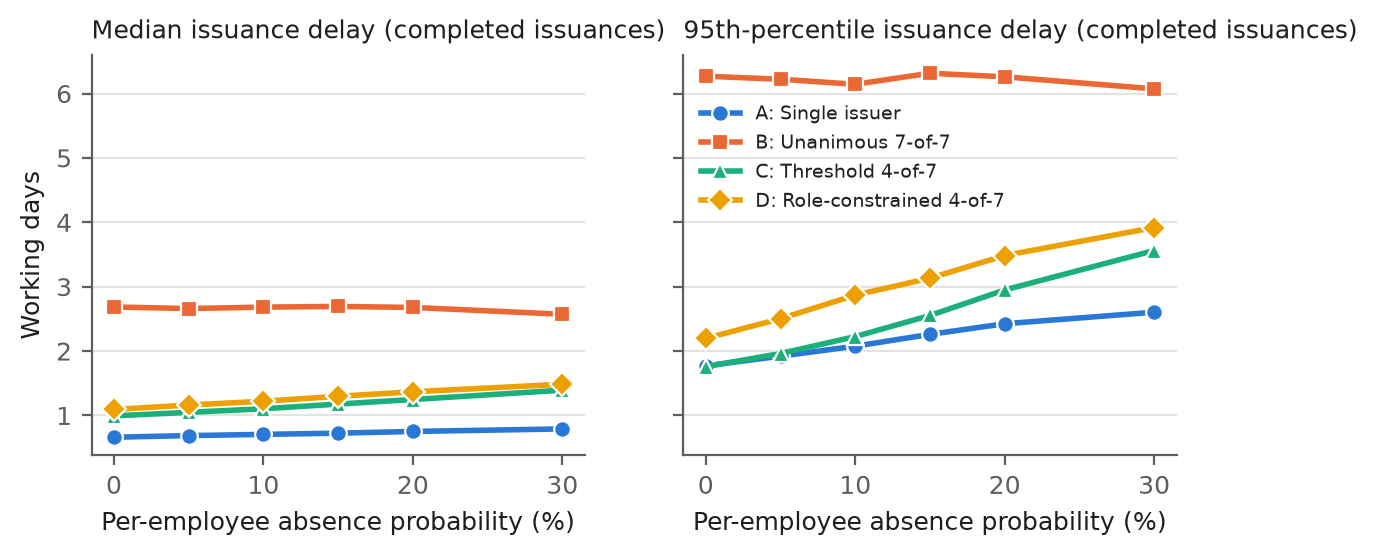 Median issuance delay (completed issuances)
95th-percentile issuance delay (completed issuances)
Working days
6
5
4
3
2
1
A: Single issuer
B: Unanimous 7-of-7
C: Threshold 4-of-7
D: Role-constrained 4-of-7
0 10 20 30
0 10 20 30
Per-employee absence probability (%)
Per-employee absence probability (%)